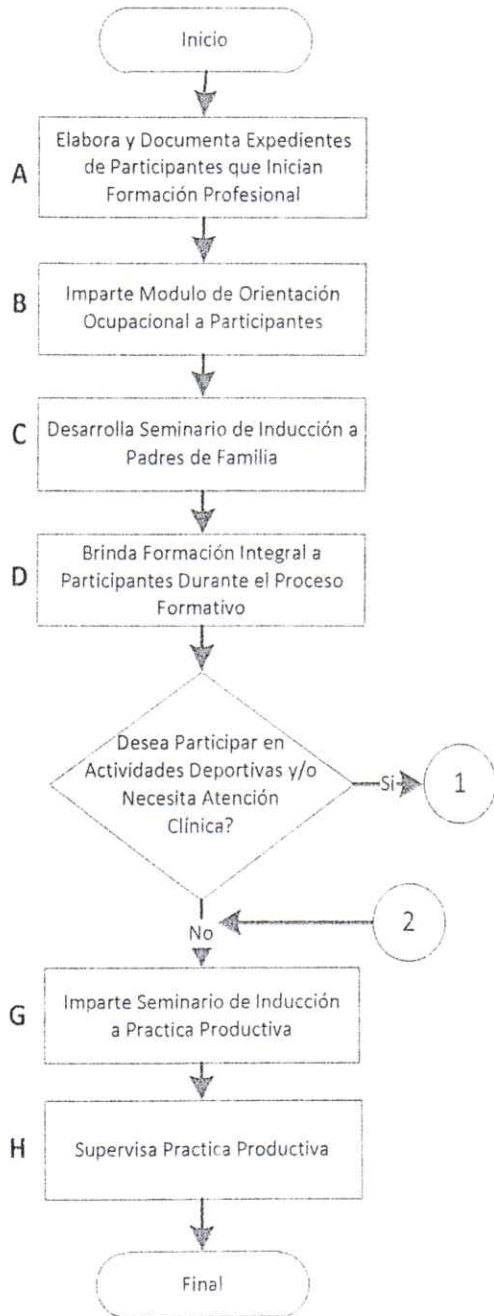 Inicio
A
Elabora y Documenta Expedientes
de Participantes que Inician
Formación Profesional
B
Imparte Modulo de Orientación
Ocupacional a Participantes
C
Desarrolla Seminario de Inducción a
Padres de Familia
D
Brinda Formación Integral a
Participantes Durante el Proceso
Formativo
Desea Participar en
Actividades Deportivas y/o
Necesita Atención
Clínica?
Si
1
No
2
G
Imparte Seminario de Inducción
a Practica Productiva
H
Supervisa Practica Productiva
Final